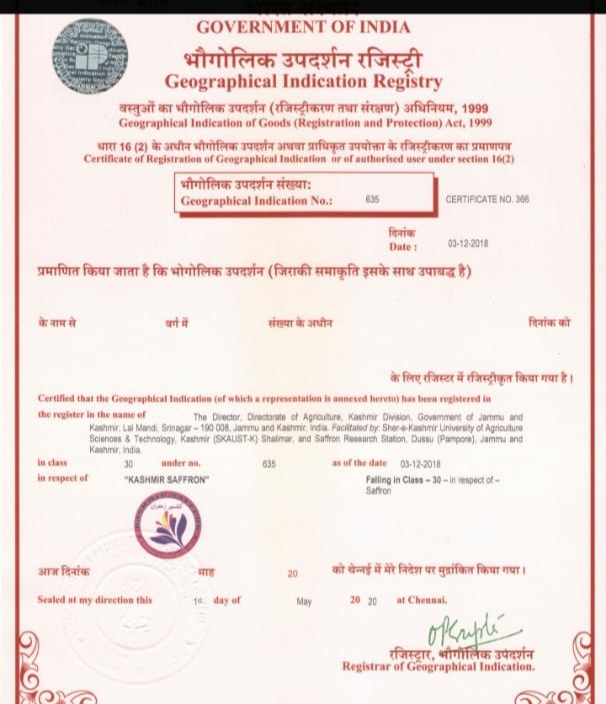 भारत सरकार
GOVERNMENT OF INDIA
भौगोलिक उपदर्शन रजिस्ट्री
Geographical Indication Registry
वस्तुओं का भौगोलिक उपदर्शन (रजिस्ट्रीकरण तथा संरक्षण) अधिनियम, 1999
Geographical Indication of Goods (Registration and Protection) Act, 1999
धारा 16 (2) के अधीन भौगोलिक उपदर्शन अथवा प्राधिकृत उपयोक्ता के रजिस्ट्रीकरण का प्रमाणपत्र
Certificate of Registration of Geographical Indication or of authorised user under section 16(2)
भौगोलिक उपदर्शन संख्या:
Geographical Indication No.: 635 CERTIFICATE NO. 366
दिनांक
Date : 03-12-2018
प्रमाणित किया जाता है कि भोगोलिक उपदर्शन (जिराकी समाकृति इसके साथ उपाबद्ध है)
के नाम से वर्ग में संख्या के अधीन दिनांक को
के लिए रजिस्टर में रजिस्ट्रीकृत किया गया है।
Certified that the Geographical Indication (of which a representation is annexed hereto) has been registered in
the register in the name of The Director, Directorate of Agriculture, Kashmir Division, Government of Jammu and
Kashmir, Lal Mandi, Srinagar – 190 008, Jammu and Kashmir, India. Facilitated by: Sher-e-Kashmir University of Agriculture
Sciences & Technology, Kashmir (SKAUST-K) Shalimar, and Saffron Research Station, Dussu (Pampore), Jammu and
Kashmir, India.
in class 30 under no. 635 as of the date 03-12-2018
in respect of "KASHMIR SAFFRON" Falling in Class – 30 – in respect of –
Saffron
کشمیر زعفران
आज दिनांक माह 20 को चेन्नई में मेरे निदेश पर मुद्रांकित किया गया।
Sealed at my direction this 1st day of May 20 20 at Chennai.
रजिस्ट्रार, भौगोलिक उपदर्शन
Registrar of Geographical Indication.